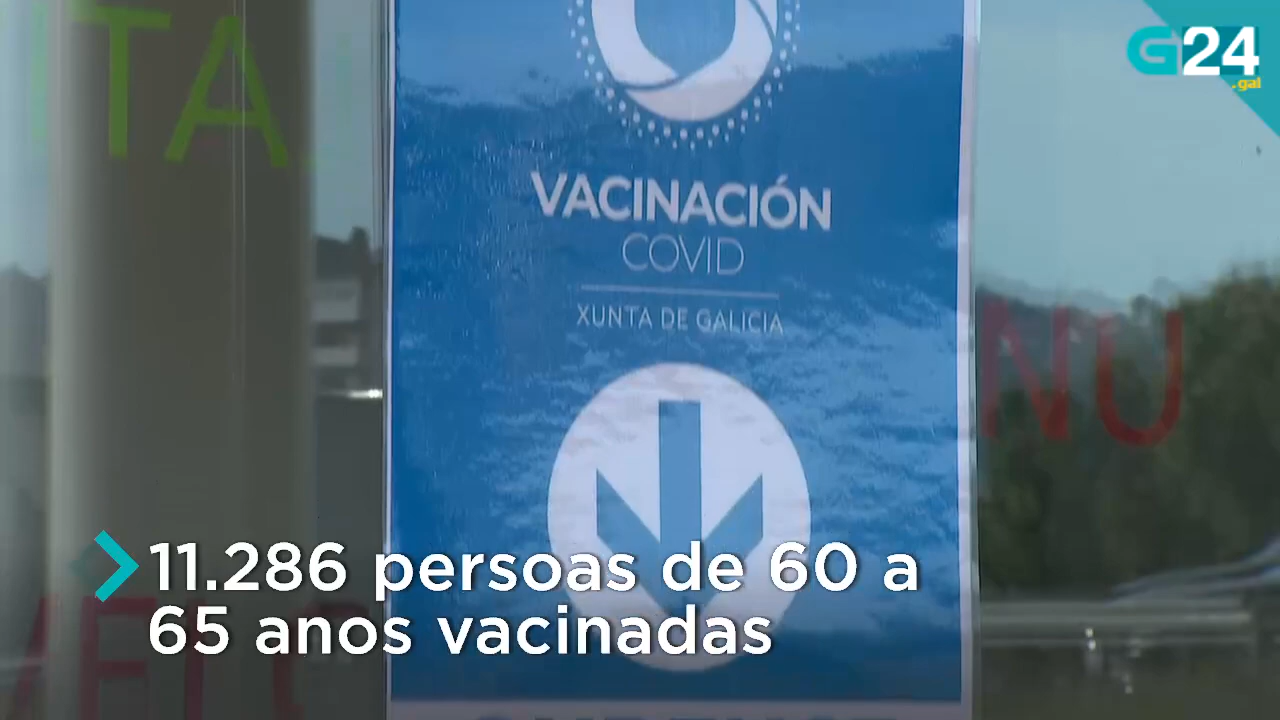 G24
.gal
VACINACIÓN
COVID
XUNTA DE GALICIA
11.286 persoas de 60 a
65 anos vacinadas